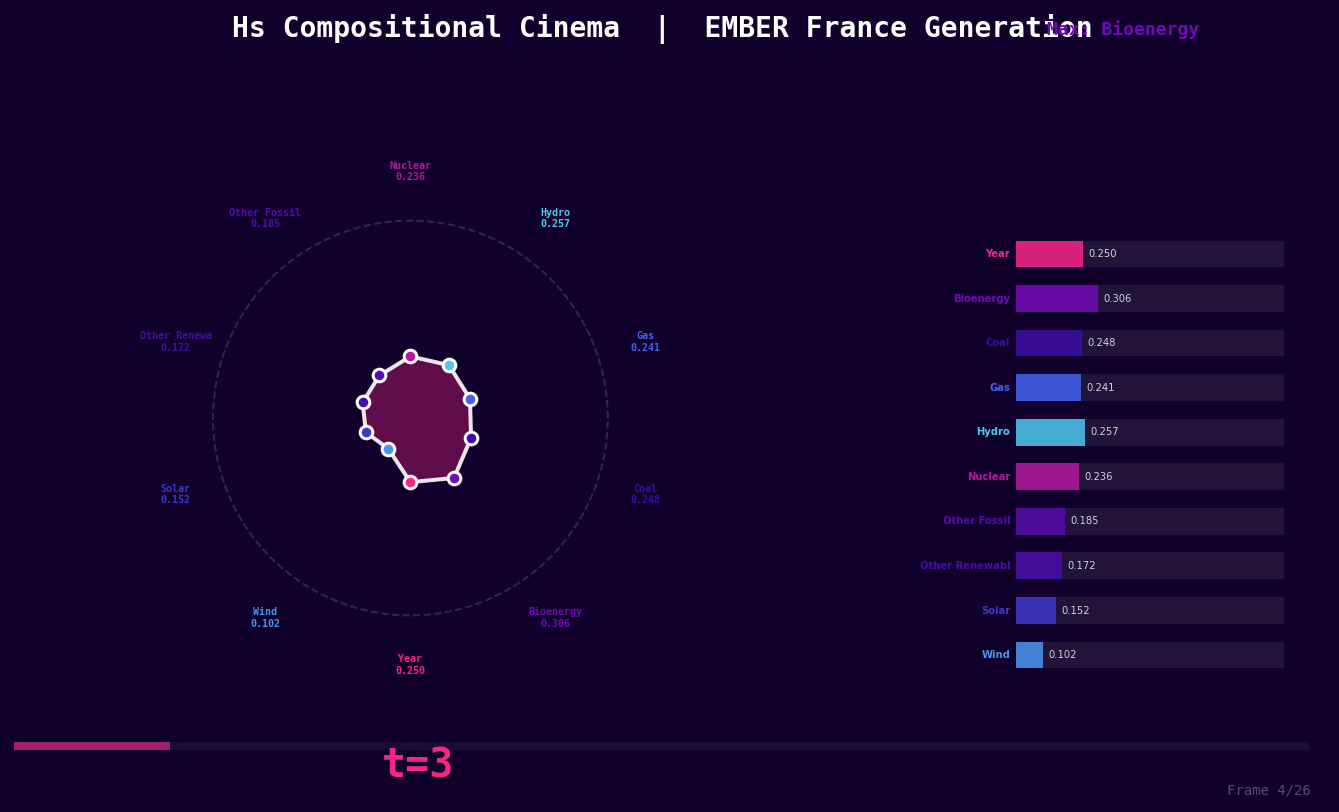 Hs Compositional Cinema  |  EMBER France Generation
Max: Bioenergy
Nuclear
0.236
Other Fossil
0.185
Hydro
0.257
Other Renewa
0.172
Gas
0.241
Solar
0.152
Coal
0.248
Wind
0.102
Bioenergy
0.306
Year
0.250
Year 0.250
Bioenergy 0.306
Coal 0.248
Gas 0.241
Hydro 0.257
Nuclear 0.236
Other Fossil 0.185
Other Renewabl 0.172
Solar 0.152
Wind 0.102
t=3
Frame 4/26